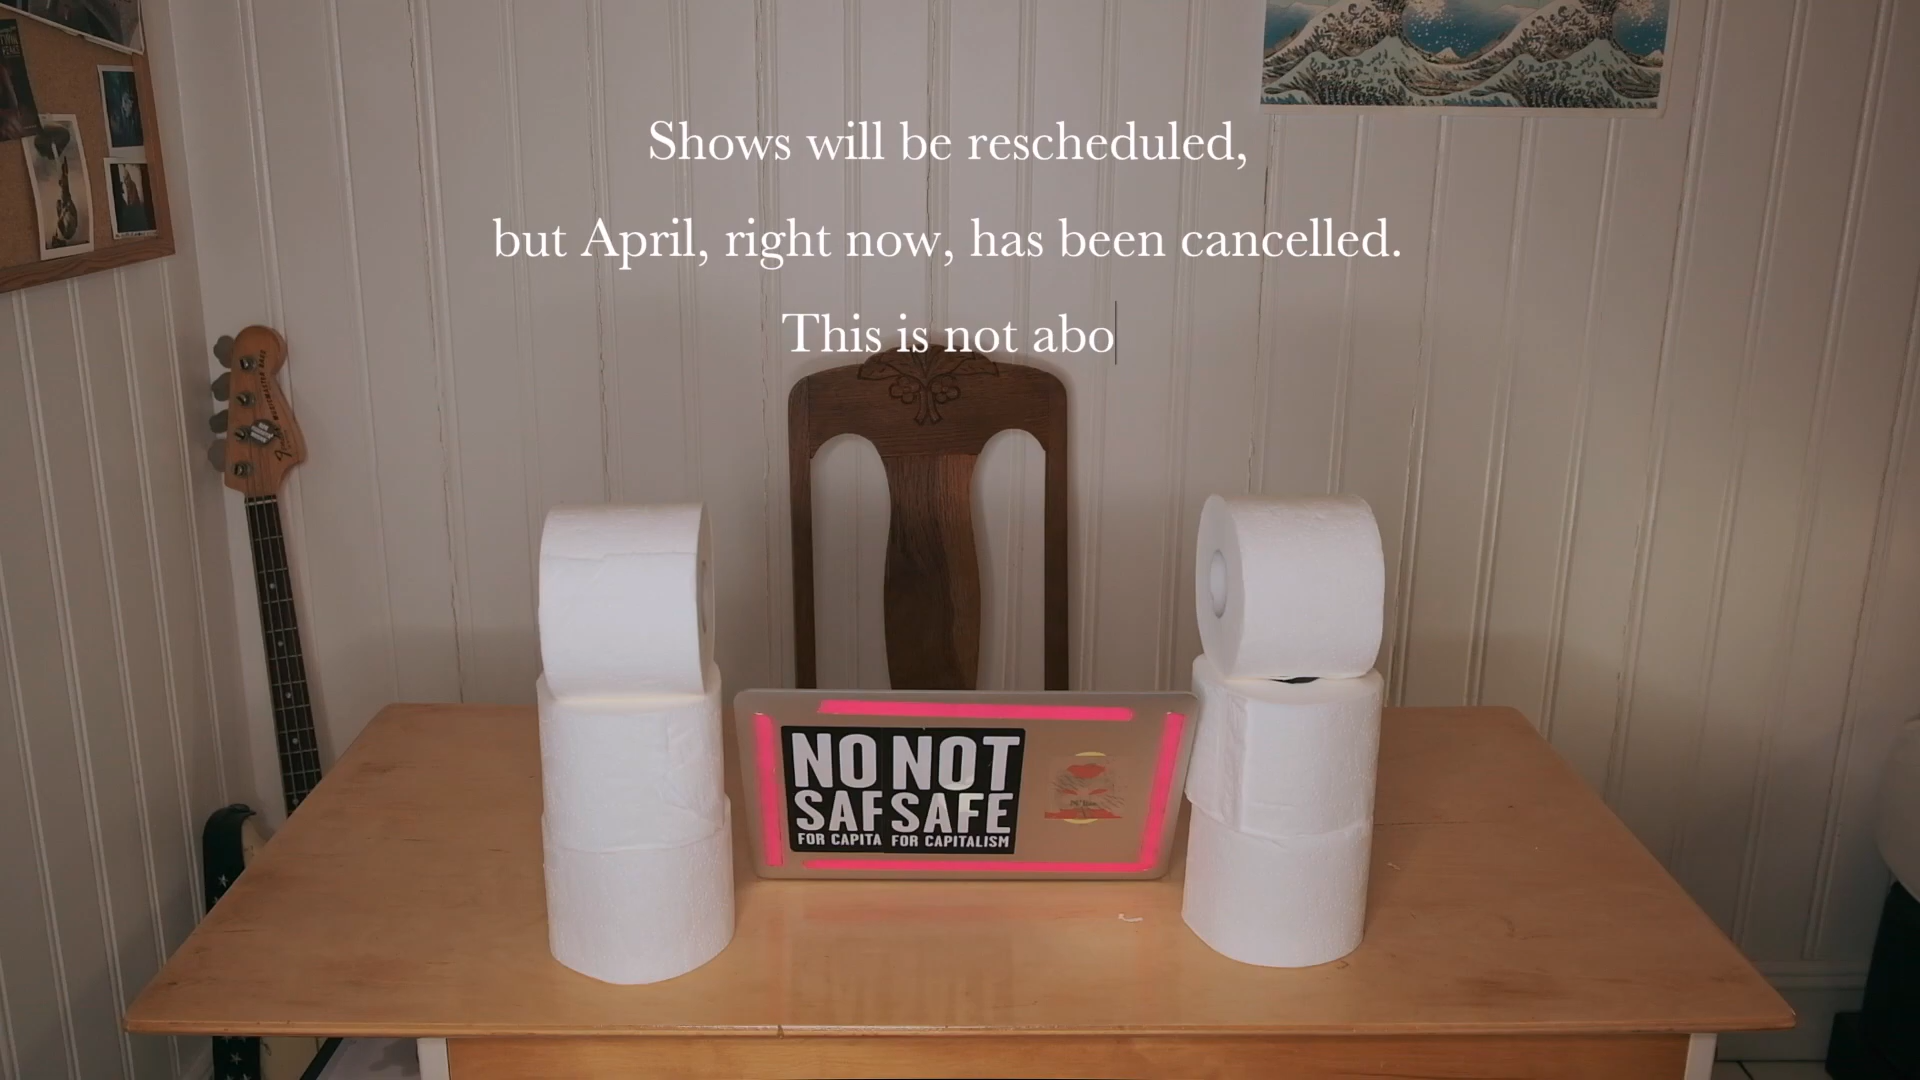 Shows will be rescheduled,
but April, right now, has been cancelled.
This is not abo
NO NOT
SAF SAFE
FOR CAPITA FOR CAPITALISM